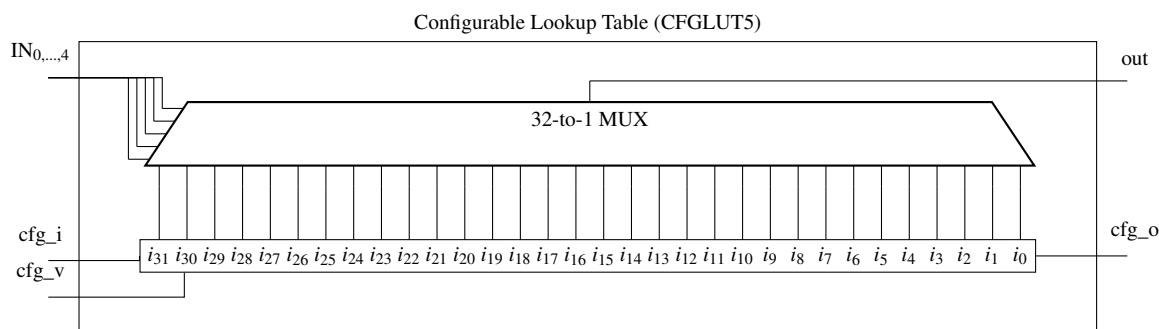 Configurable Lookup Table (CFGLUT5)
IN0,...,4
out
32-to-1 MUX
cfg_i
cfg_o
i31 i30 i29 i28 i27 i26 i25 i24 i23 i22 i21 i20 i19 i18 i17 i16 i15 i14 i13 i12 i11 i10 i9 i8 i7 i6 i5 i4 i3 i2 i1 i0
cfg_v